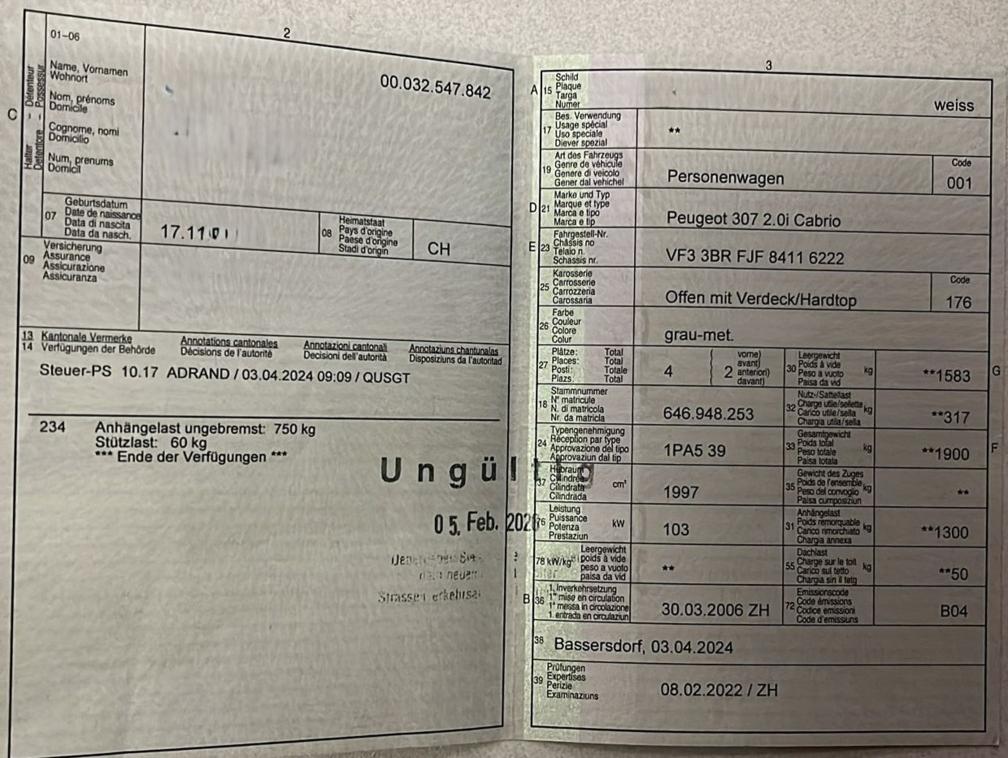 2
01-06
C
Halter - Détenteur
Detentore - Possessur
Name, Vornamen
Wohnort
Nom, prénoms
Domicile
Cognome, nomi
Domicilio
Num, prenums
Domicil
00.032.547.842
07
Geburtsdatum
Date de naissance
Data di nascita
Data da nasch.
17.11
08
Heimatstaat
Pays d'origine
Paese d'origine
Stadi d'origin
CH
09
Versicherung
Assurance
Assicurazione
Assicuranza
13 Kantonale Vermerke Annotations cantonales Annotazioni cantonali Annotaziuns chantunalas
14 Verfügungen der Behörde Décisions de l'autorité Decisioni dell'autorità Disposiziuns da l'autoritad
Steuer-PS 10.17 ADRAND / 03.04.2024 09:09 / QUSGT
234 Anhängelast ungebremst: 750 kg
Stützlast: 60 kg
*** Ende der Verfügungen ***
05. Feb.
3
A 15
Schild
Plaque
Targa
Numer
weiss
17
Bes. Verwendung
Usage spécial
Uso speciale
Diever spezial
**
19
Art des Fahrzeugs
Genre de véhicule
Genere di veicolo
Gener dal vehichel
Personenwagen
Code
001
D 21
Marke und Typ
Marque et type
Marca e tipo
Marca e tip
Peugeot 307 2.0i Cabrio
E 23
Fahrgestell-Nr.
Châssis no
Telaio n.
Schassis nr.
VF3 3BR FJF 8411 6222
25
Karosserie
Carrosserie
Carrozzeria
Carossaria
Offen mit Verdeck/Hardtop
Code
176
26
Farbe
Couleur
Colore
Colur
grau-met.
27
Plätze: Total
Places: Total
Posti: Totale
Plazs: Total
4
2
vorne)
avant)
anteriori)
davant)
30
Leergewicht
Poids à vide
Peso a vuoto
Paisa da vid
kg
**1583
G
18
Stammnummer
N° matricule
N. di matricola
Nr. da matricla
646.948.253
32
Nutz-/Sattellast
Charge utile/sellette
Carico utile/sella
Chargia utila/sella
kg
**317
24
Typengenehmigung
Réception par type
Approvazione del tipo
Approvaziun dal tip
1PA5 39
33
Gesamtgewicht
Poids total
Peso totale
Paisa totala
kg
**1900
F
37
Hubraum
Cylindrée
Cilindrata
Cilindrada
cm³
1997
35
Gewicht des Zuges
Poids de l'ensemble
Peso del convoglio
Paisa cumposiziun
kg
**
76
Leistung
Puissance
Potenza
Prestaziun
kW
103
31
Anhängelast
Poids remorquable
Carico rimorchiato
Chargia annexa
kg
**1300
78 kW/kg
Leergewicht
poids à vide
peso a vuoto
paisa da vid
**
55
Dachlast
Charge sur le toit
Carico sul tetto
Chargia sin il tetg
kg
**50
B 36
1. Inverkehrsetzung
1re mise en circulation
1a messa in circolazione
1. entrada en circulaziun
30.03.2006 ZH
72
Emissionscode
Code émissions
Codice emissioni
Code d'emissiuns
B04
38 Bassersdorf, 03.04.2024
39
Prüfungen
Expertises
Perizie
Examinaziuns
08.02.2022 / ZH